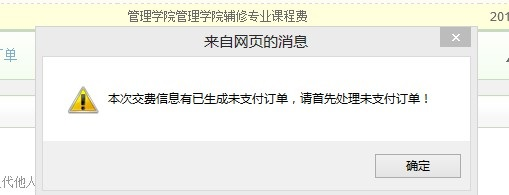 管理学院管理学院辅修专业课程费 201
订单
来自网页的消息
本次交费信息有已生成未支付订单，请首先处理未支付订单！
代他人
确定